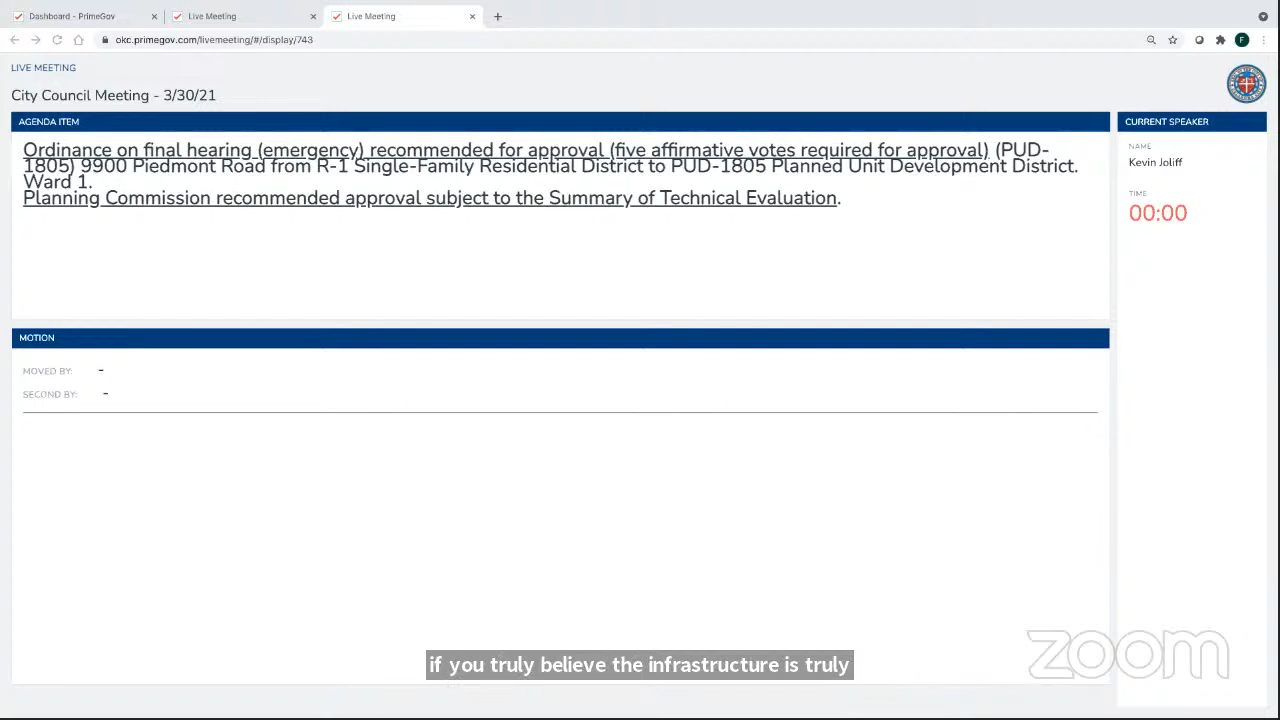 Dashboard - PrimeGov
Live Meeting
Live Meeting
okc.primegov.com/livemeeting/#/display/743
F
LIVE MEETING
City Council Meeting - 3/30/21
AGENDA ITEM
Ordinance on final hearing (emergency) recommended for approval (five affirmative votes required for approval) (PUD-
1805) 9900 Piedmont Road from R-1 Single-Family Residential District to PUD-1805 Planned Unit Development District.
Ward 1.
Planning Commission recommended approval subject to the Summary of Technical Evaluation.
CURRENT SPEAKER
NAME
Kevin Joliff
TIME
00:00
MOTION
MOVED BY: -
SECOND BY: -
if you truly believe the infrastructure is truly
zoom